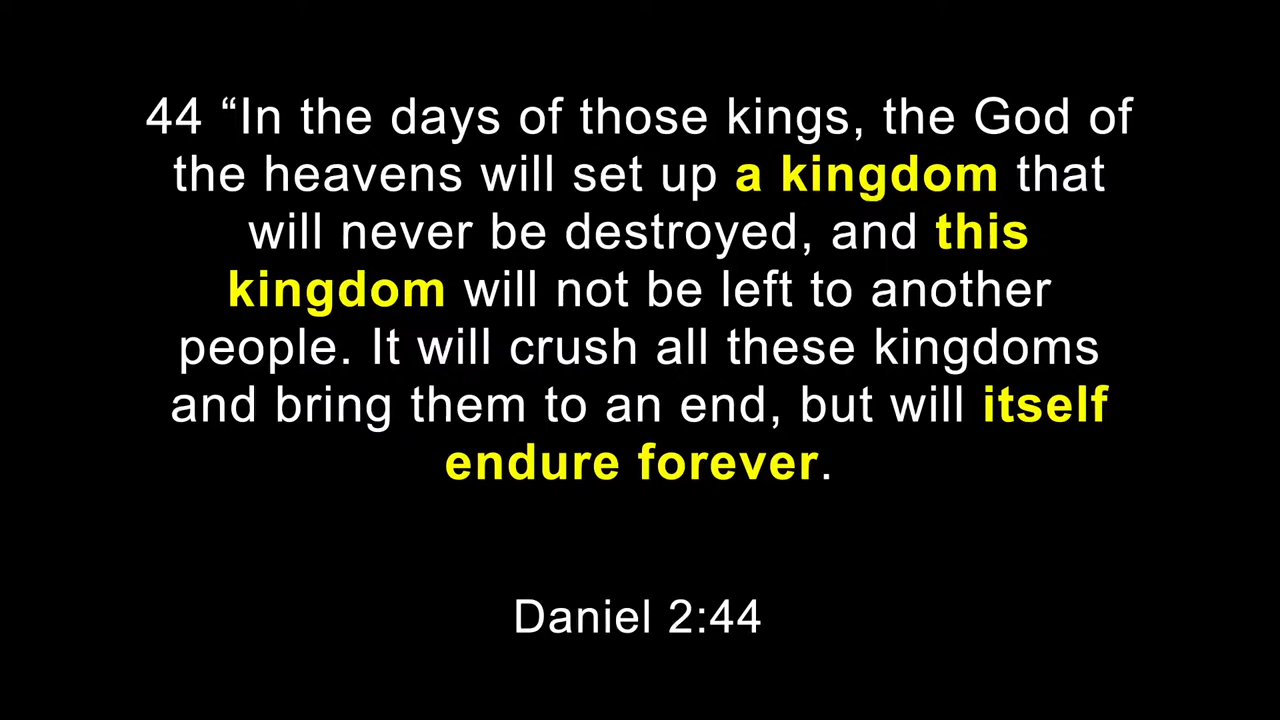 44 “In the days of those kings, the God of
the heavens will set up a kingdom that
will never be destroyed, and this
kingdom will not be left to another
people. It will crush all these kingdoms
and bring them to an end, but will itself
endure forever.
Daniel 2:44